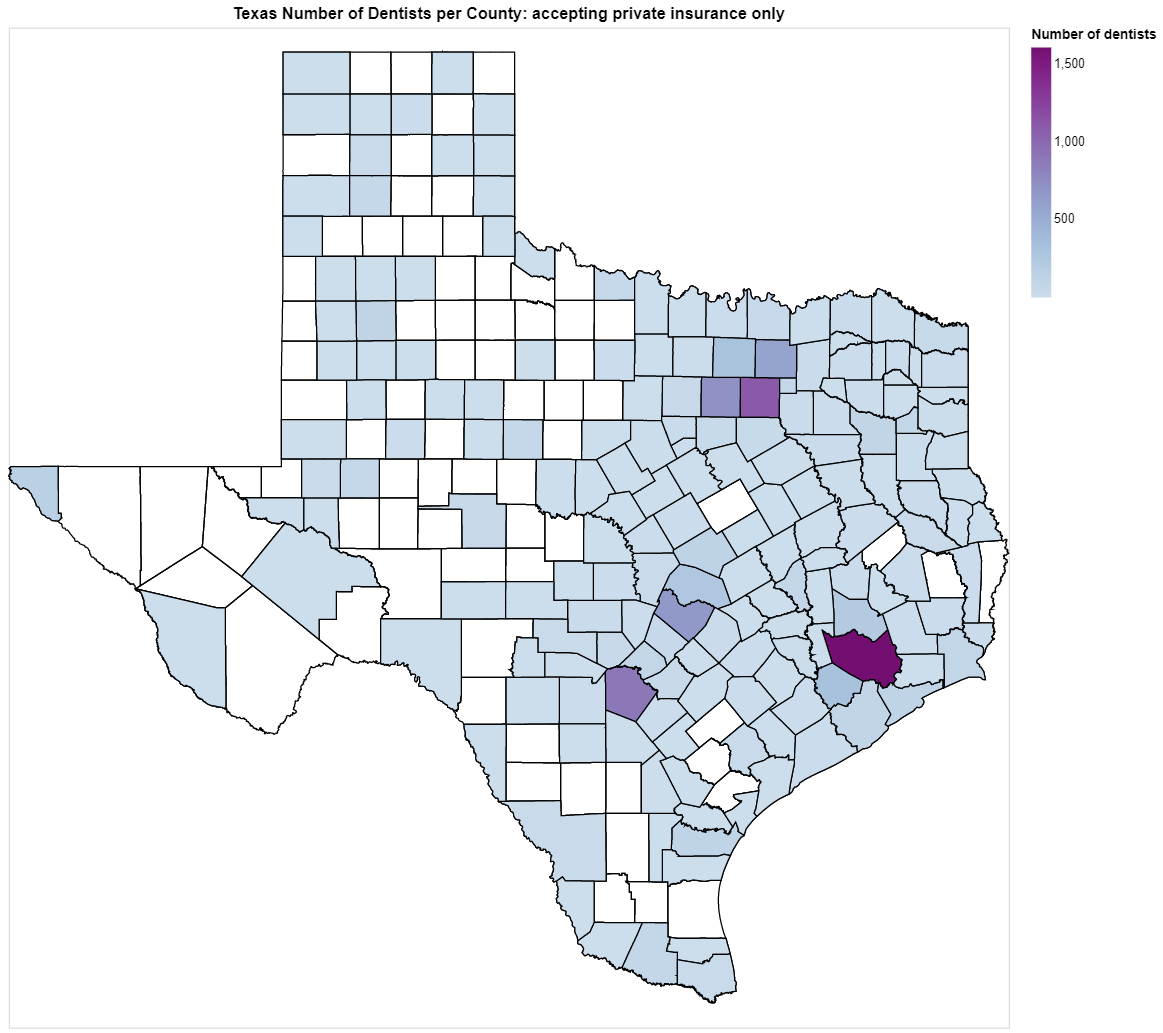 Texas Number of Dentists per County: accepting private insurance only
Number of dentists
1,500
1,000
500